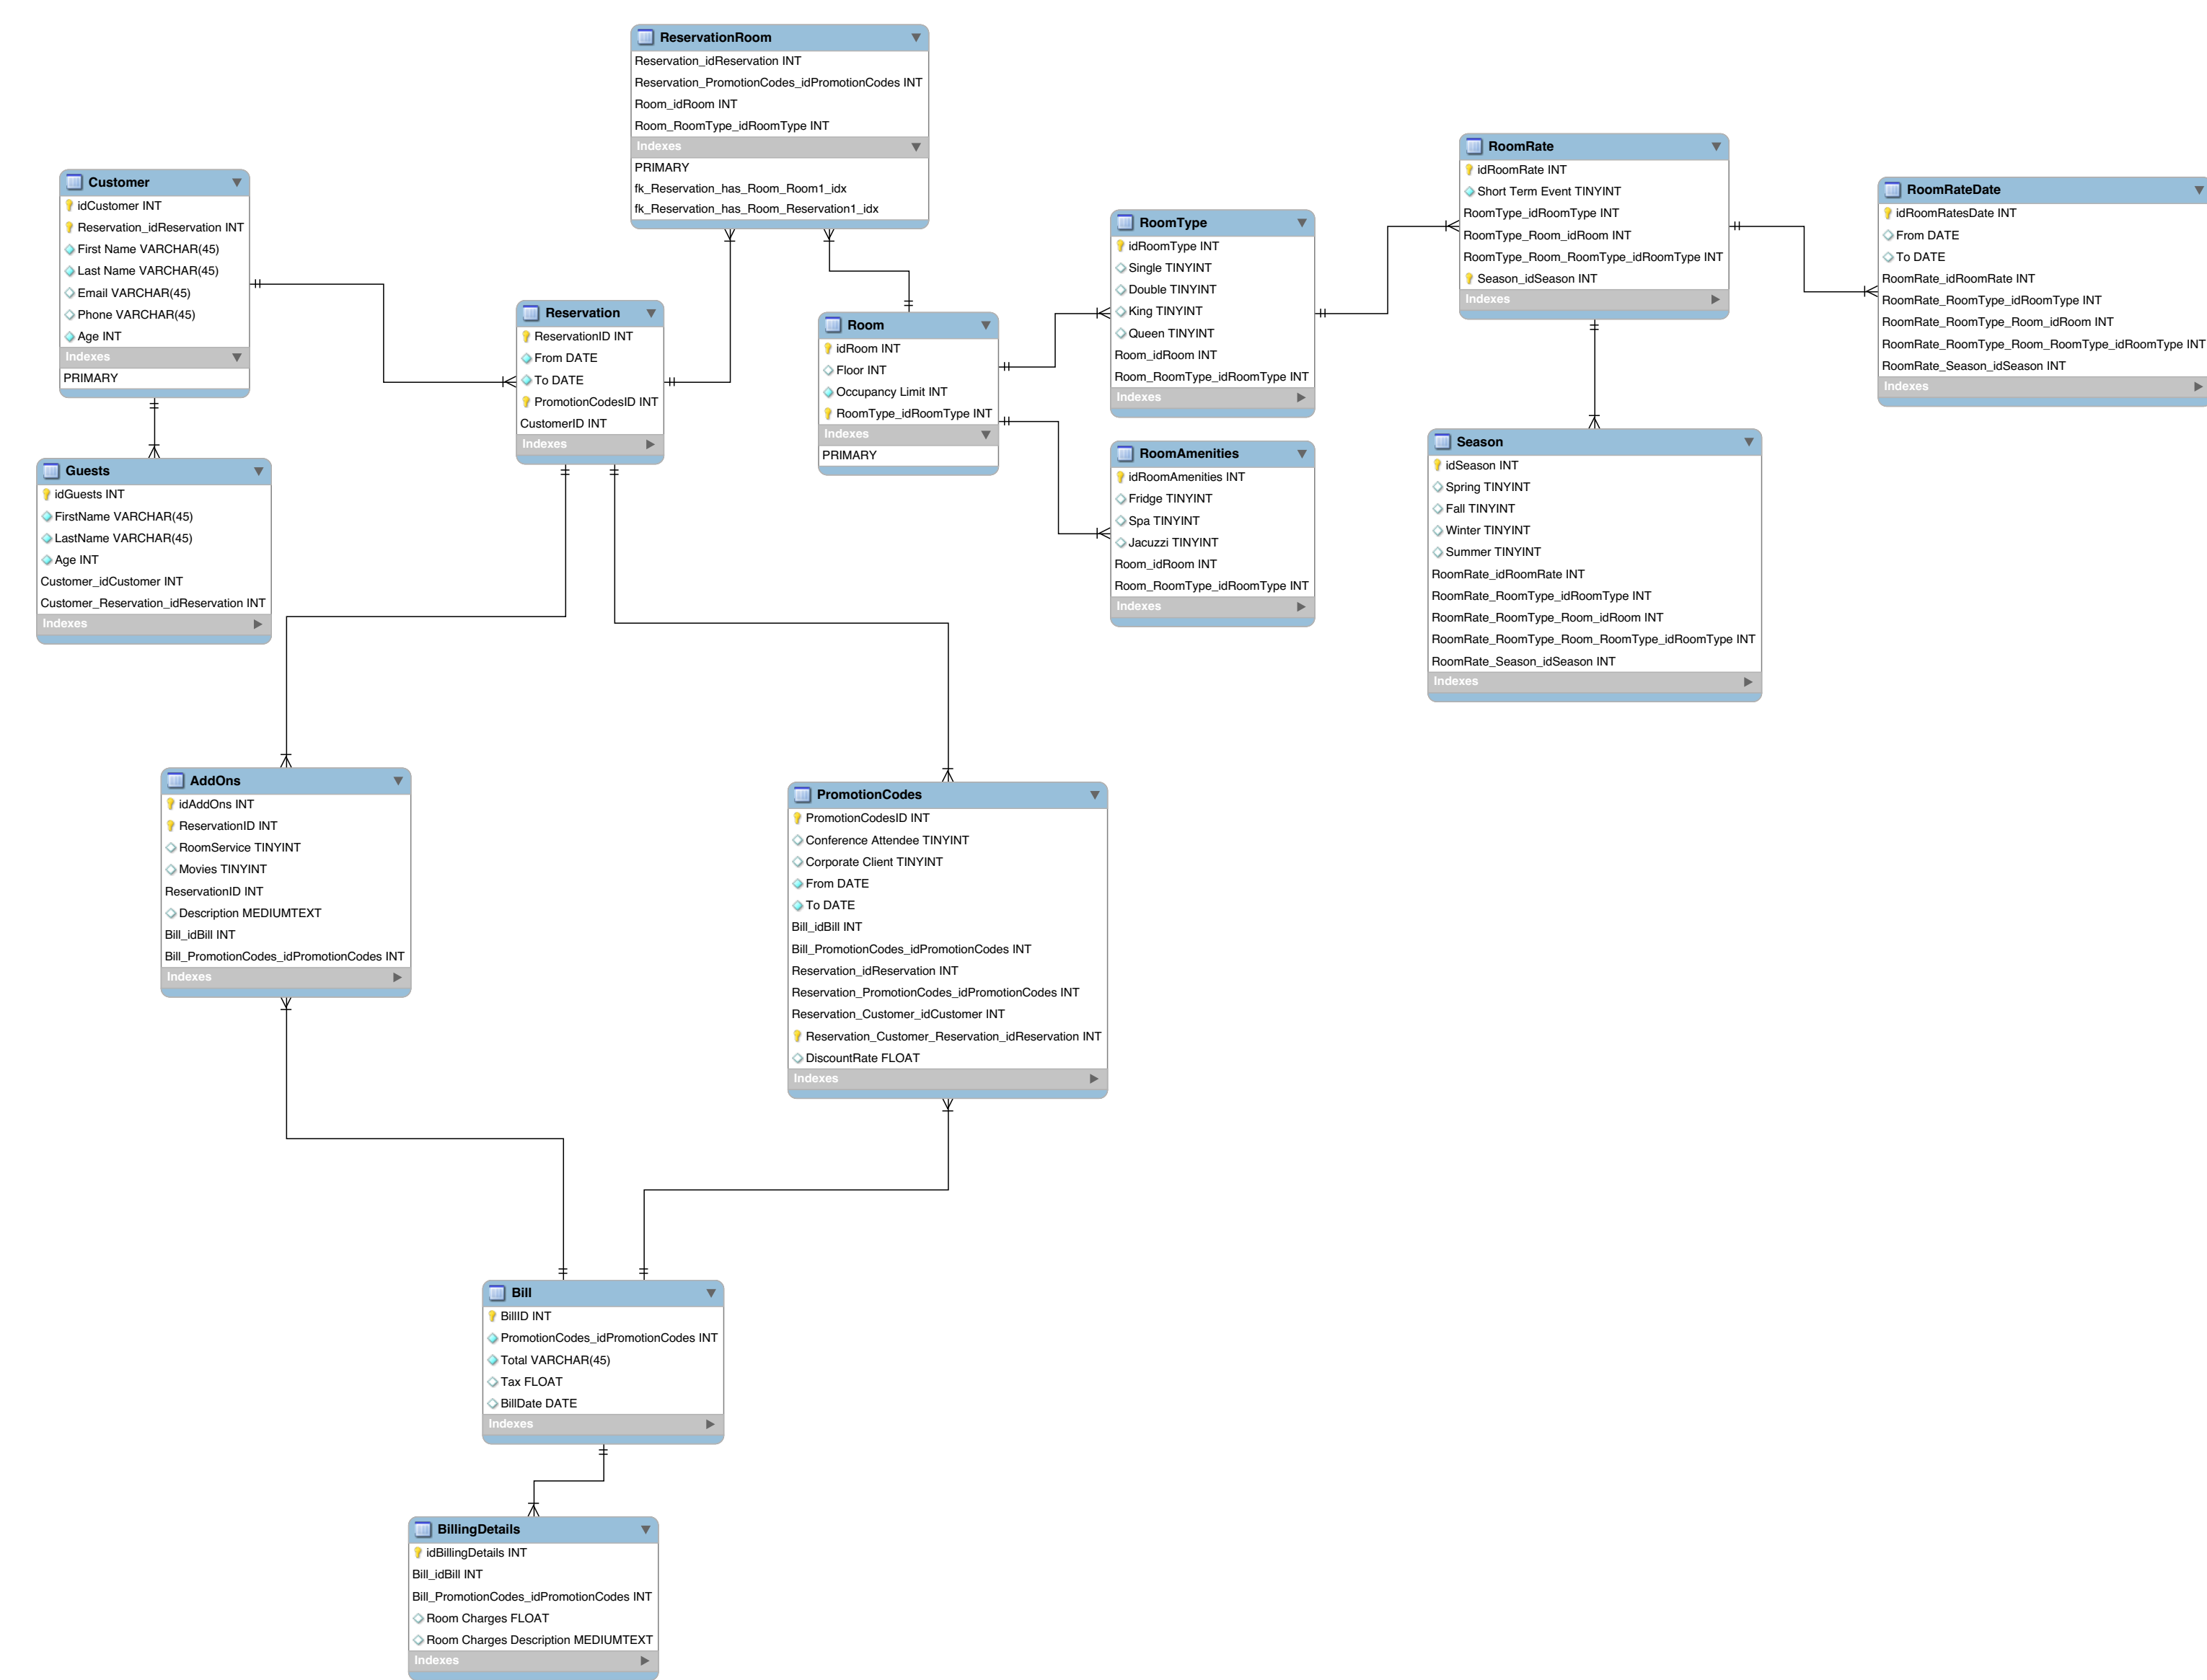 ReservationRoom
Reservation_idReservation INT
Reservation_PromotionCodes_idPromotionCodes INT
Room_idRoom INT
Room_RoomType_idRoomType INT
Indexes
PRIMARY
fk_Reservation_has_Room_Room1_idx
fk_Reservation_has_Room_Reservation1_idx
Customer
idCustomer INT
Reservation_idReservation INT
First Name VARCHAR(45)
Last Name VARCHAR(45)
Email VARCHAR(45)
Phone VARCHAR(45)
Age INT
Indexes
PRIMARY
Reservation
ReservationID INT
From DATE
To DATE
PromotionCodesID INT
CustomerID INT
Indexes
Room
idRoom INT
Floor INT
Occupancy Limit INT
RoomType_idRoomType INT
Indexes
PRIMARY
RoomType
idRoomType INT
Single TINYINT
Double TINYINT
King TINYINT
Queen TINYINT
Room_idRoom INT
Room_RoomType_idRoomType INT
Indexes
RoomRate
idRoomRate INT
Short Term Event TINYINT
RoomType_idRoomType INT
RoomType_Room_idRoom INT
RoomType_Room_RoomType_idRoomType INT
Season_idSeason INT
Indexes
RoomRateDate
idRoomRatesDate INT
From DATE
To DATE
RoomRate_idRoomRate INT
RoomRate_RoomType_idRoomType INT
RoomRate_RoomType_Room_idRoom INT
RoomRate_RoomType_Room_RoomType_idRoomType INT
RoomRate_Season_idSeason INT
Indexes
Guests
idGuests INT
FirstName VARCHAR(45)
LastName VARCHAR(45)
Age INT
Customer_idCustomer INT
Customer_Reservation_idReservation INT
Indexes
RoomAmenities
idRoomAmenities INT
Fridge TINYINT
Spa TINYINT
Jacuzzi TINYINT
Room_idRoom INT
Room_RoomType_idRoomType INT
Indexes
Season
idSeason INT
Spring TINYINT
Fall TINYINT
Winter TINYINT
Summer TINYINT
RoomRate_idRoomRate INT
RoomRate_RoomType_idRoomType INT
RoomRate_RoomType_Room_idRoom INT
RoomRate_RoomType_Room_RoomType_idRoomType INT
RoomRate_Season_idSeason INT
Indexes
AddOns
idAddOns INT
ReservationID INT
RoomService TINYINT
Movies TINYINT
ReservationID INT
Description MEDIUMTEXT
Bill_idBill INT
Bill_PromotionCodes_idPromotionCodes INT
Indexes
PromotionCodes
PromotionCodesID INT
Conference Attendee TINYINT
Corporate Client TINYINT
From DATE
To DATE
Bill_idBill INT
Bill_PromotionCodes_idPromotionCodes INT
Reservation_idReservation INT
Reservation_PromotionCodes_idPromotionCodes INT
Reservation_Customer_idCustomer INT
Reservation_Customer_Reservation_idReservation INT
DiscountRate FLOAT
Indexes
Bill
BillID INT
PromotionCodes_idPromotionCodes INT
Total VARCHAR(45)
Tax FLOAT
BillDate DATE
Indexes
BillingDetails
idBillingDetails INT
Bill_idBill INT
Bill_PromotionCodes_idPromotionCodes INT
Room Charges FLOAT
Room Charges Description MEDIUMTEXT
Indexes